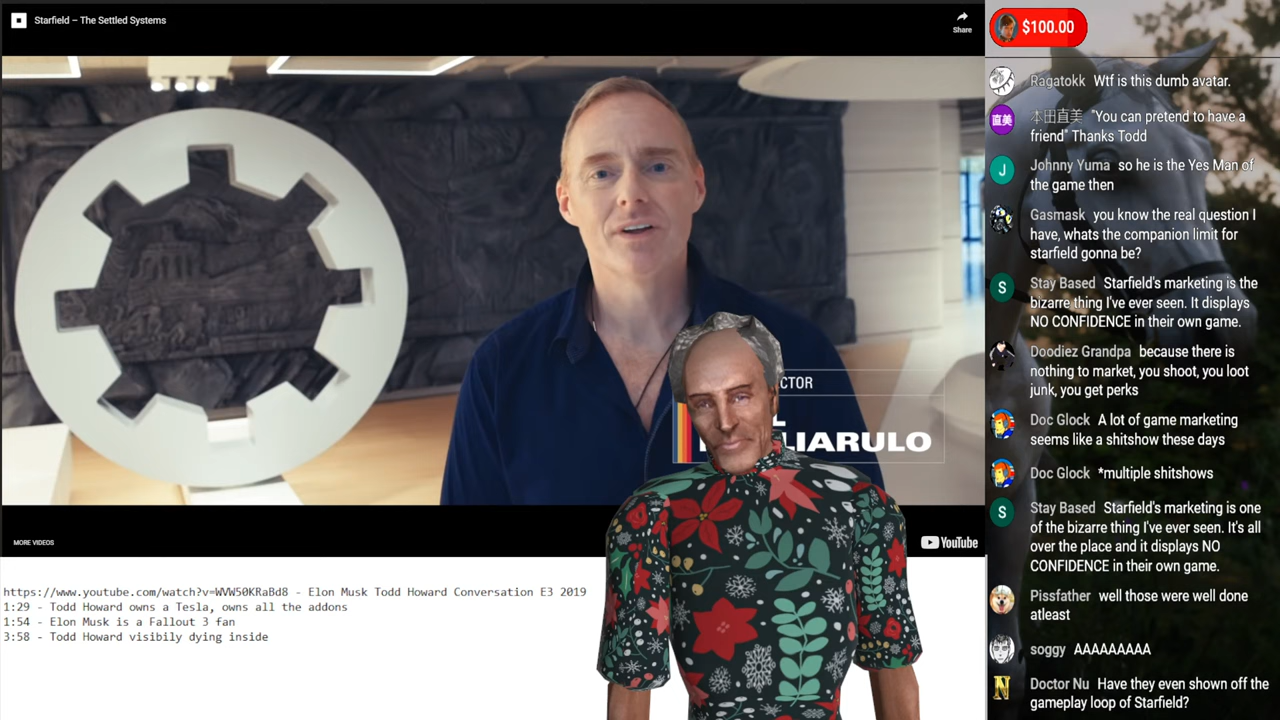 Starfield – The Settled Systems
Share
CTOR
LIARULO
MORE VIDEOS
YouTube
https://www.youtube.com/watch?v=WVW50KRaBd8 - Elon Musk Todd Howard Conversation E3 2019
1:29 - Todd Howard owns a Tesla, owns all the addons
1:54 - Elon Musk is a Fallout 3 fan
3:58 - Todd Howard visibily dying inside
$100.00
Ragatokk Wtf is this dumb avatar.
直美
本田直美 "You can pretend to have a
friend" Thanks Todd
J
Johnny Yuma so he is the Yes Man of
the game then
Gasmask you know the real question I
have, whats the companion limit for
starfield gonna be?
S
Stay Based Starfield's marketing is the
bizarre thing I've ever seen. It displays
NO CONFIDENCE in their own game.
Doodiez Grandpa because there is
nothing to market, you shoot, you loot
junk, you get perks
Doc Glock A lot of game marketing
seems like a shitshow these days
Doc Glock *multiple shitshows
S
Stay Based Starfield's marketing is one
of the bizarre thing I've ever seen. It's all
over the place and it displays NO
CONFIDENCE in their own game.
Pissfather well those were well done
atleast
soggy AAAAAAAAA
N
Doctor Nu Have they even shown off the
gameplay loop of Starfield?